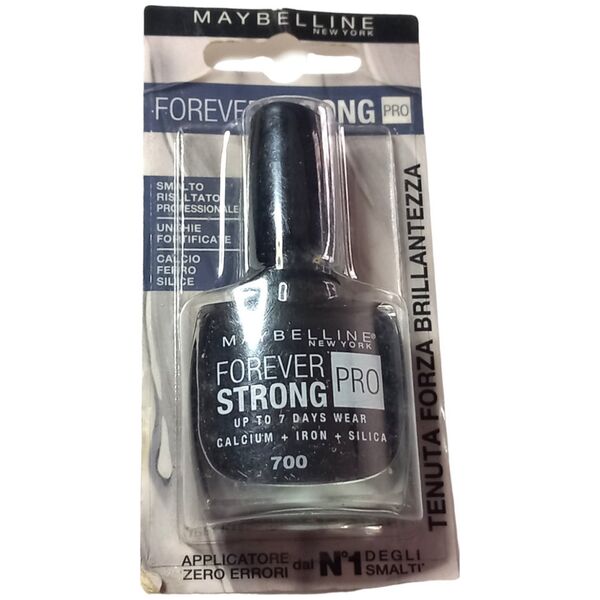 MAYBELLINE
NEW YORK
FOREVER STRONG PRO
SMALTO
RISULTATO
PROFESSIONALE
UNGHIE
FORTIFICATE
CALCIO
FERRO
SILICE
MAYBELLINE®
NEW YORK
FOREVER
STRONG PRO
UP TO 7 DAYS WEAR
CALCIUM + IRON + SILICA
700
TENUTA FORZA BRILLANTEZZA
APPLICATORE
ZERO ERRORI
dal N°1 DEGLI
SMALTI*